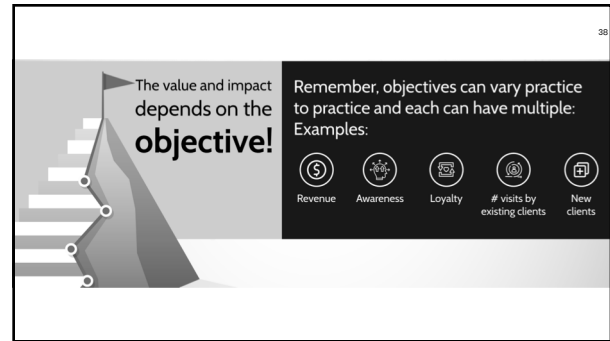 38
The value and impact
depends on the
objective!
Remember, objectives can vary practice
to practice and each can have multiple:
Examples:
Revenue
Awareness
Loyalty
# visits by
existing clients
New
clients